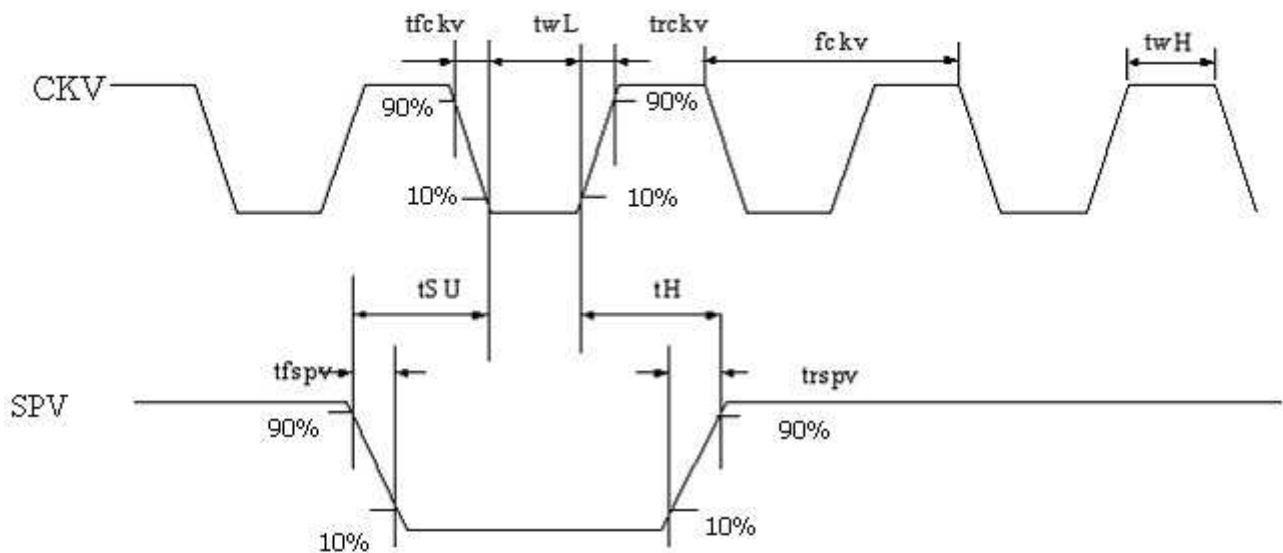 tfckv twL trckv fckv twH
CKV
90% 90%
10% 10%
tSU tH
tfspv trspv
SPV
90% 90%
10% 10%